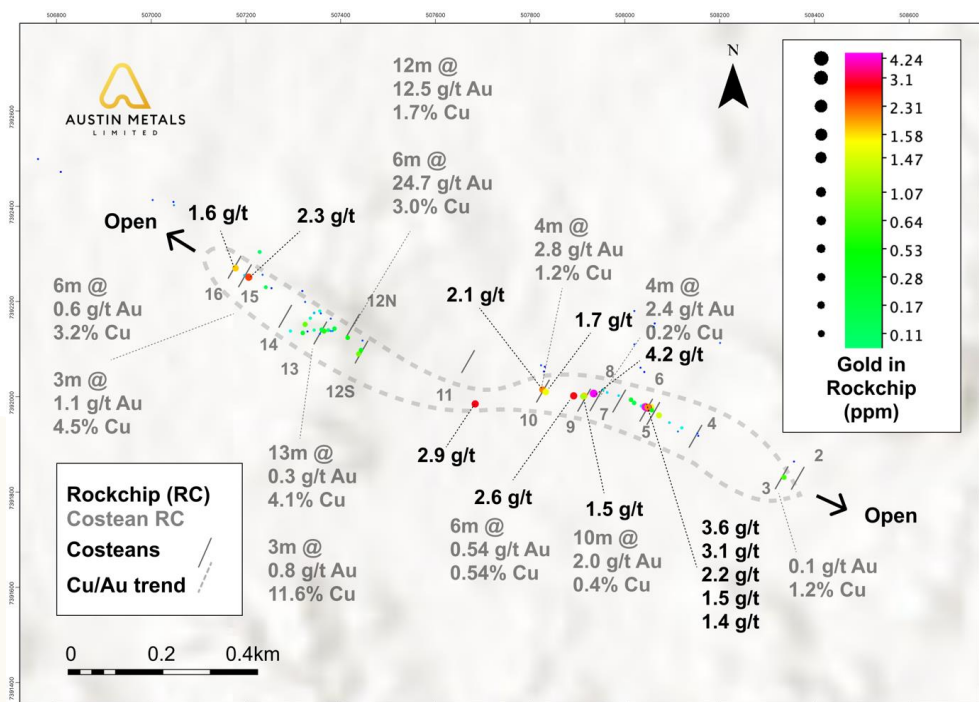 506800
507000
507200
507400
507600
507800
508000
508200
508400
508600
7392600
7392400
7392200
7392000
7391800
7391600
7391400
AUSTIN METALS
LIMITED
12m @
12.5 g/t Au
1.7% Cu
6m @
24.7 g/t Au
3.0% Cu
N
4.24
3.1
2.31
1.58
1.47
1.07
0.64
0.53
0.28
0.17
0.11
Gold in
Rockchip
(ppm)
Open
1.6 g/t
2.3 g/t
4m @
2.8 g/t Au
1.2% Cu
4m @
2.4 g/t Au
0.2% Cu
6m @
0.6 g/t Au
3.2% Cu
3m @
1.1 g/t Au
4.5% Cu
2.1 g/t
1.7 g/t
4.2 g/t
16
15
14
13
12N
12S
11
10
9
8
7
6
5
4
3
2
2.9 g/t
2.6 g/t
1.5 g/t
6m @
0.54 g/t Au
0.54% Cu
10m @
2.0 g/t Au
0.4% Cu
3.6 g/t
3.1 g/t
2.2 g/t
1.5 g/t
1.4 g/t
Open
0.1 g/t Au
1.2% Cu
13m @
0.3 g/t Au
4.1% Cu
3m @
0.8 g/t Au
11.6% Cu
Rockchip (RC)
Costean RC
Costeans
Cu/Au trend
0
0.2
0.4km